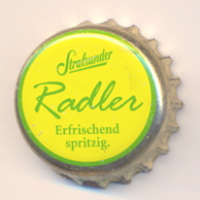 Stralsunder
Radler
Erfrischend
spritzig.